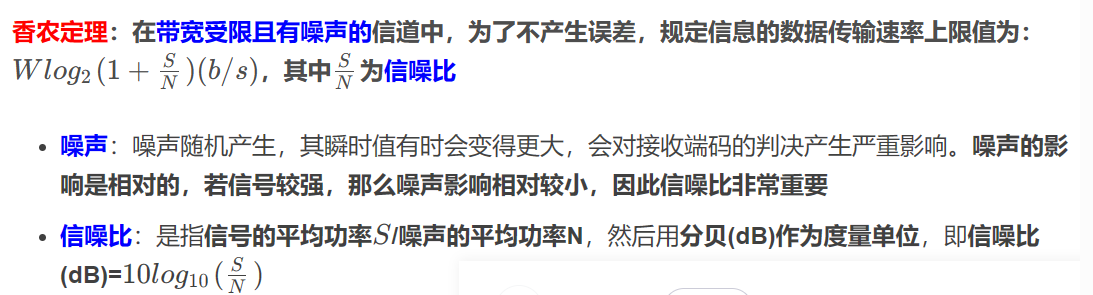 香农定理：在带宽受限且有噪声的信道中，为了不产生误差，规定信息的数据传输速率上限值为：
Wlog₂(1 + S/N)(b/s)，其中S/N为信噪比
• 噪声：噪声随机产生，其瞬时值有时会变得更大，会对接收端码的判决产生严重影响。噪声的影
响是相对的，若信号较强，那么噪声影响相对较小，因此信噪比非常重要
• 信噪比：是指信号的平均功率S/噪声的平均功率N，然后用分贝(dB)作为度量单位，即信噪比
(dB)=10log₁₀(S/N)